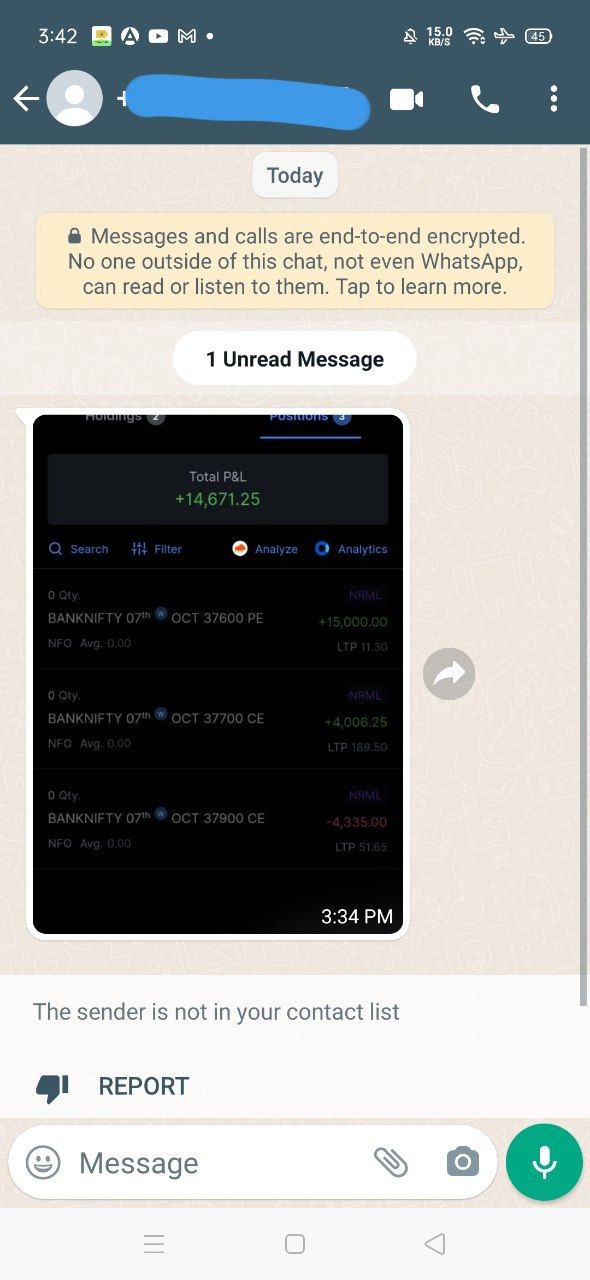 3:42
15.0
KB/S
45
+
Today
Messages and calls are end-to-end encrypted.
No one outside of this chat, not even WhatsApp,
can read or listen to them. Tap to learn more.
1 Unread Message
Holdings 2 Positions 3
Total P&L
+14,671.25
Search Filter Analyze Analytics
0 Qty. NRML
BANKNIFTY 07th W OCT 37600 PE +15,000.00
NFO Avg. 0.00 LTP 11.30
0 Qty. NRML
BANKNIFTY 07th W OCT 37700 CE +4,006.25
NFO Avg. 0.00 LTP 189.50
0 Qty. NRML
BANKNIFTY 07th W OCT 37900 CE -4,335.00
NFO Avg. 0.00 LTP 51.65
3:34 PM
The sender is not in your contact list
REPORT
Message